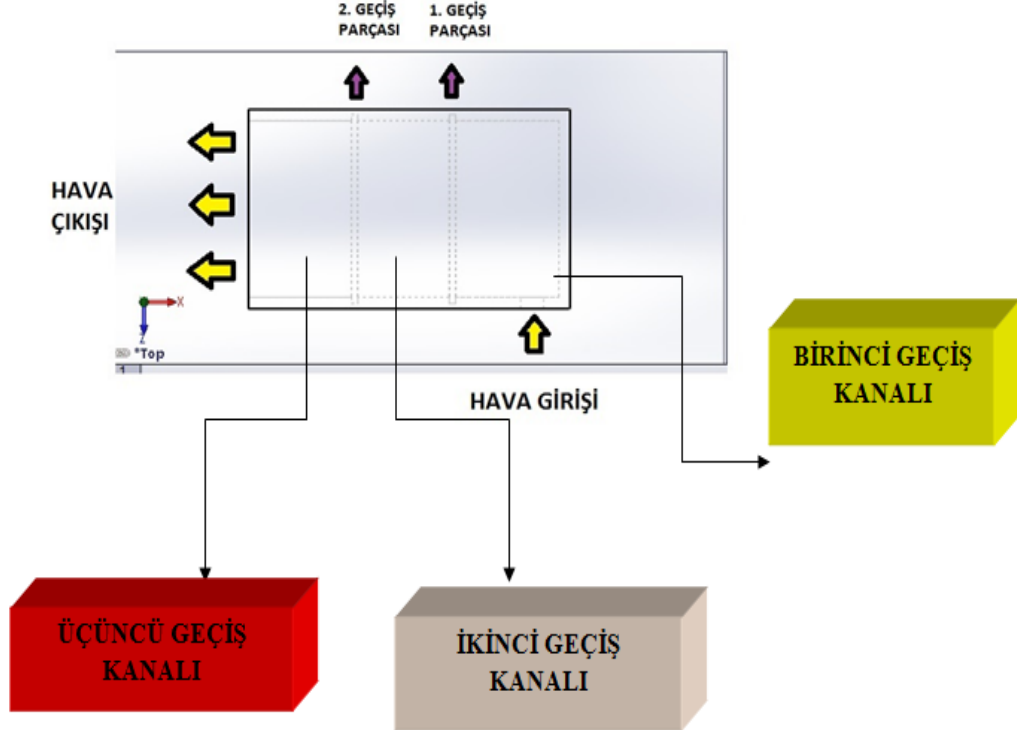 2. GEÇİŞ
PARÇASI
1. GEÇİŞ
PARÇASI
HAVA
ÇIKIŞI
X
Z
*Top
1
HAVA GİRİŞİ
BİRİNCİ GEÇİŞ
KANALI
ÜÇÜNCÜ GEÇİŞ
KANALI
İKİNCİ GEÇİŞ
KANALI